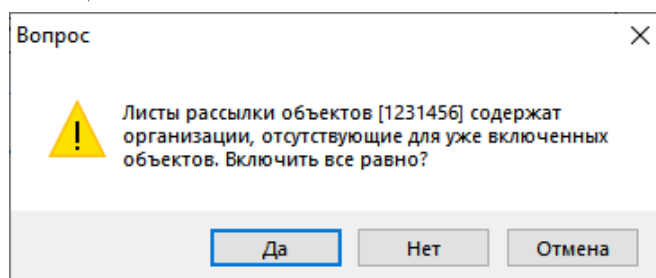 Вопрос
Листы рассылки объектов [1231456] содержат
организации, отсутствующие для уже включенных
объектов. Включить все равно?
Да
Нет
Отмена